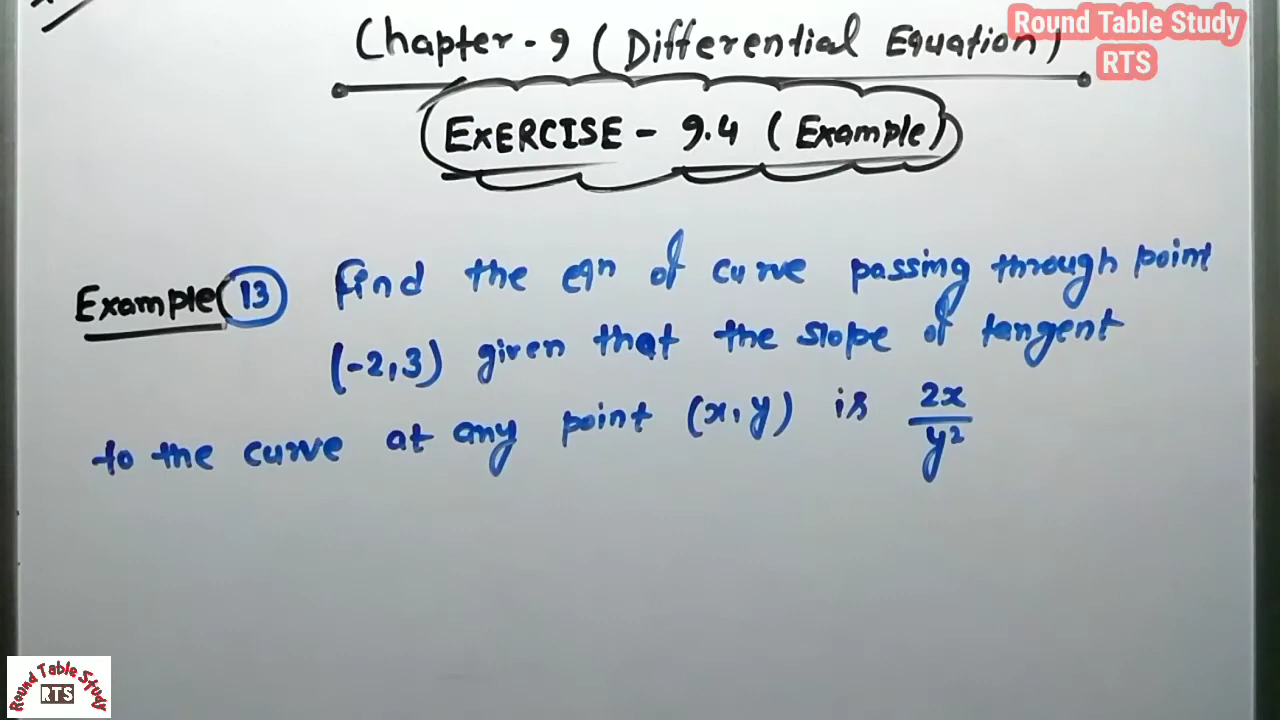 Round Table Study
RTS
Chapter-9 (Differential Equation)
EXERCISE - 9.4 (Example)
Example (13) Find the eqn of curve passing through point
(-2,3) given that the slope of tangent
to the curve at any point (x,y) is 2x/y²
Round Table Study
RTS